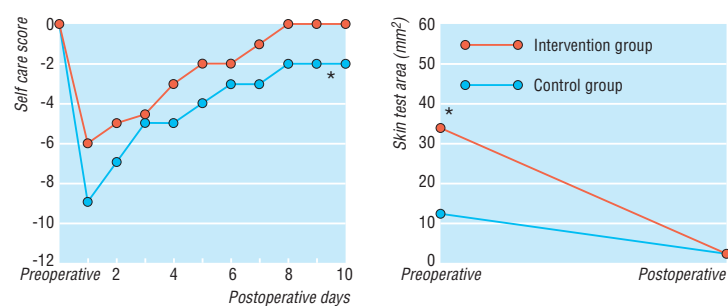 Self care score
0
-2
-4
-6
-8
-10
-12
*
Preoperative 2 4 6 8 10
Postoperative days
Skin test area (mm²)
60
50
40
30
20
10
0
Intervention group
Control group
*
Preoperative Postoperative